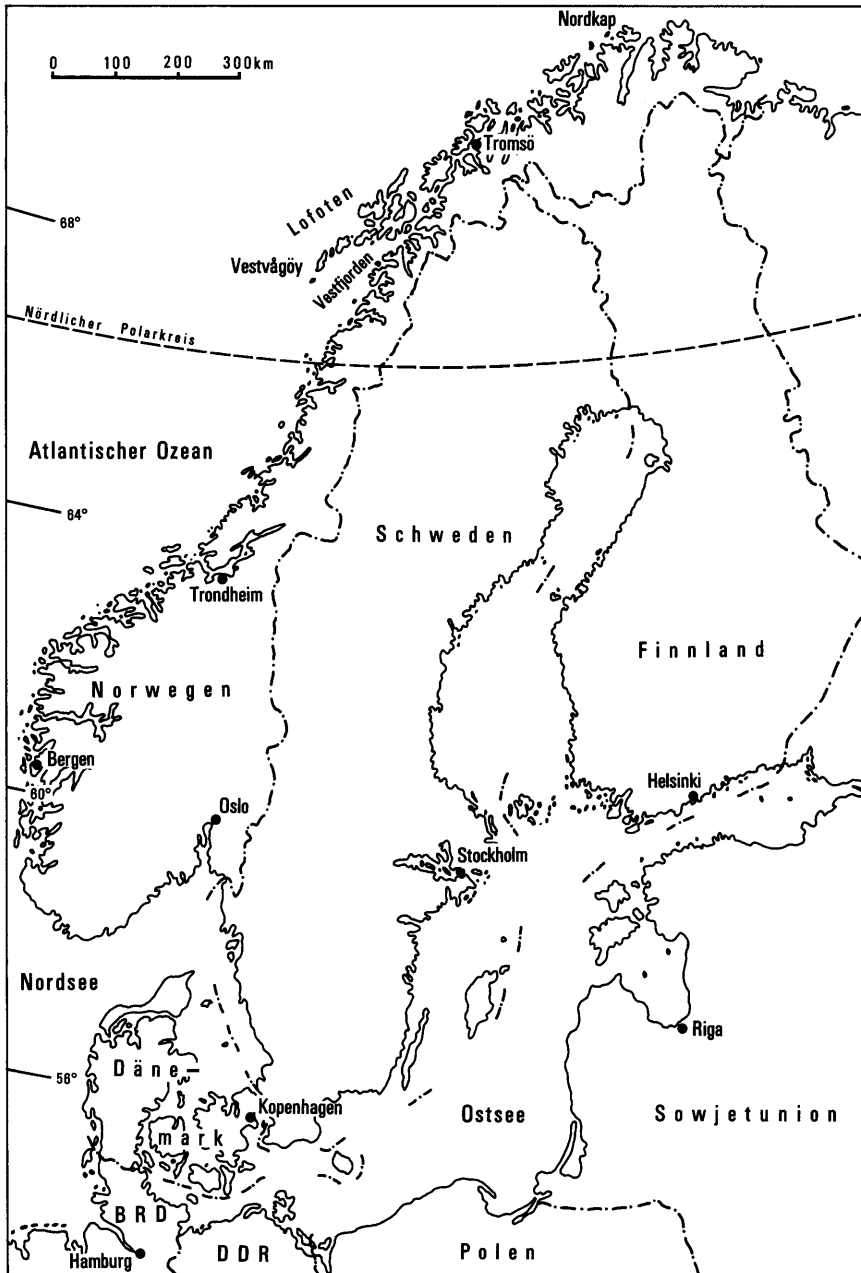 Nordkap
0 100 200 300km
Tromsö
Lofoten
68°
Vestvågöy
Vestfjorden
Nördlicher Polarkreis
Atlantischer Ozean
64°
Schweden
Trondheim
Finnland
Norwegen
Bergen
Helsinki
60°
Oslo
Stockholm
Nordsee
Riga
56°
Däne-
Kopenhagen
Ostsee
Sowjetunion
mark
BRD
Hamburg
DDR
Polen